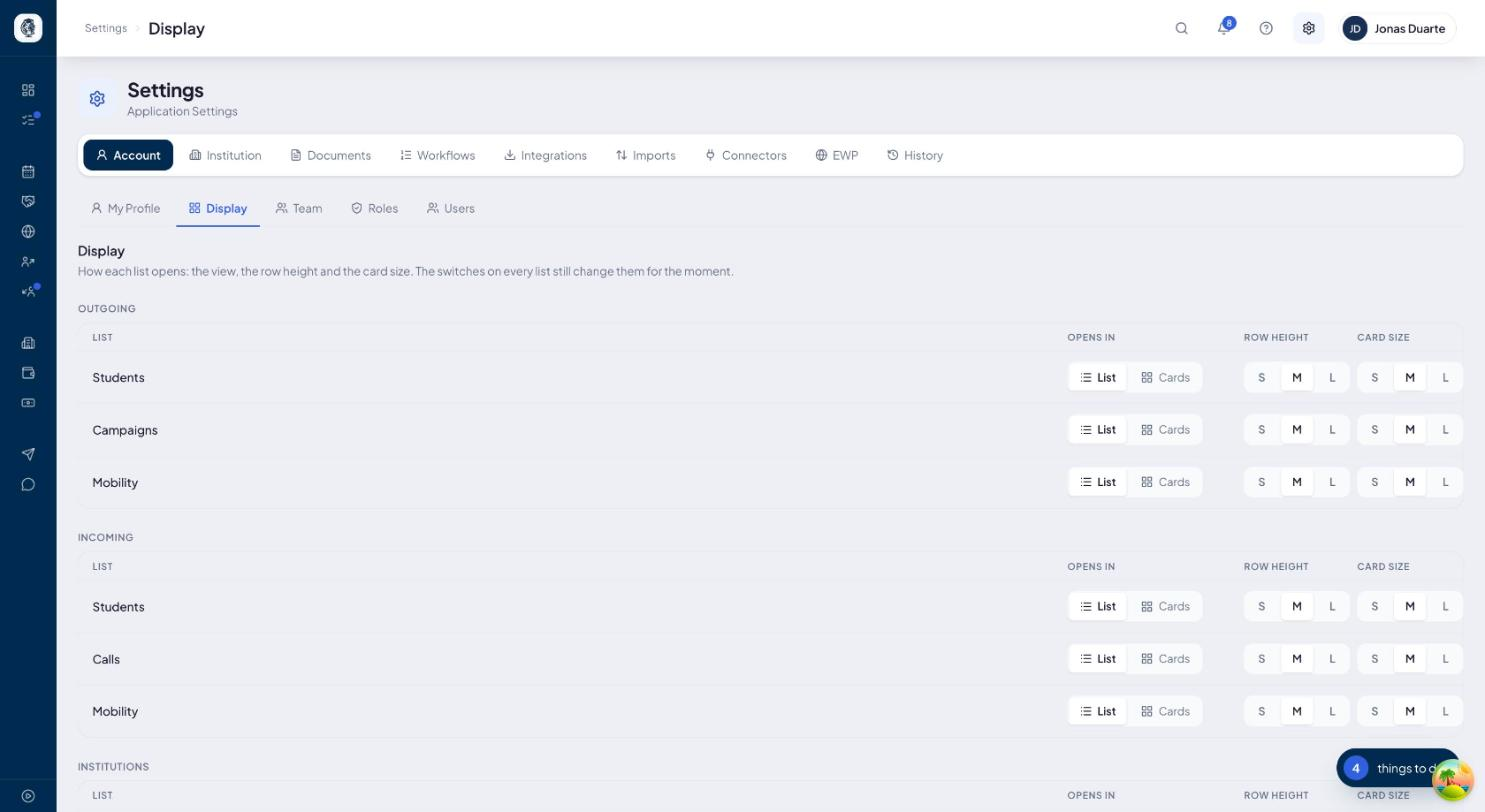 Settings > Display
8
JD Jonas Duarte
Settings
Application Settings
Account Institution Documents Workflows Integrations Imports Connectors EWP History
My Profile Display Team Roles Users
Display
How each list opens: the view, the row height and the card size. The switches on every list still change them for the moment.
OUTGOING
LIST OPENS IN ROW HEIGHT CARD SIZE
Students List Cards S M L S M L
Campaigns List Cards S M L S M L
Mobility List Cards S M L S M L
INCOMING
LIST OPENS IN ROW HEIGHT CARD SIZE
Students List Cards S M L S M L
Calls List Cards S M L S M L
Mobility List Cards S M L S M L
INSTITUTIONS
4 things to
LIST OPENS IN ROW HEIGHT CARD SIZE